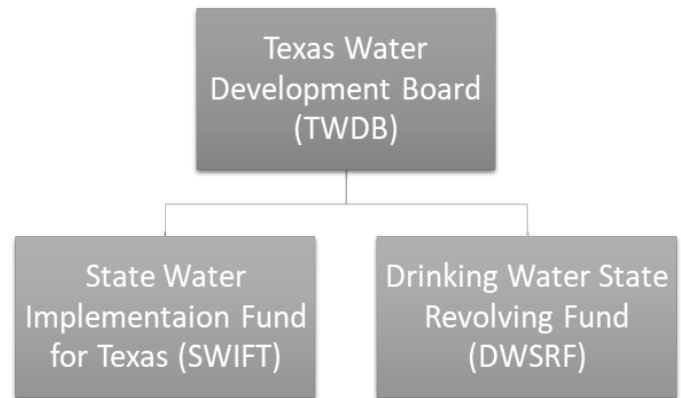 Texas Water
Development Board
(TWDB)
State Water
Implementaion Fund
for Texas (SWIFT)
Drinking Water State
Revolving Fund
(DWSRF)